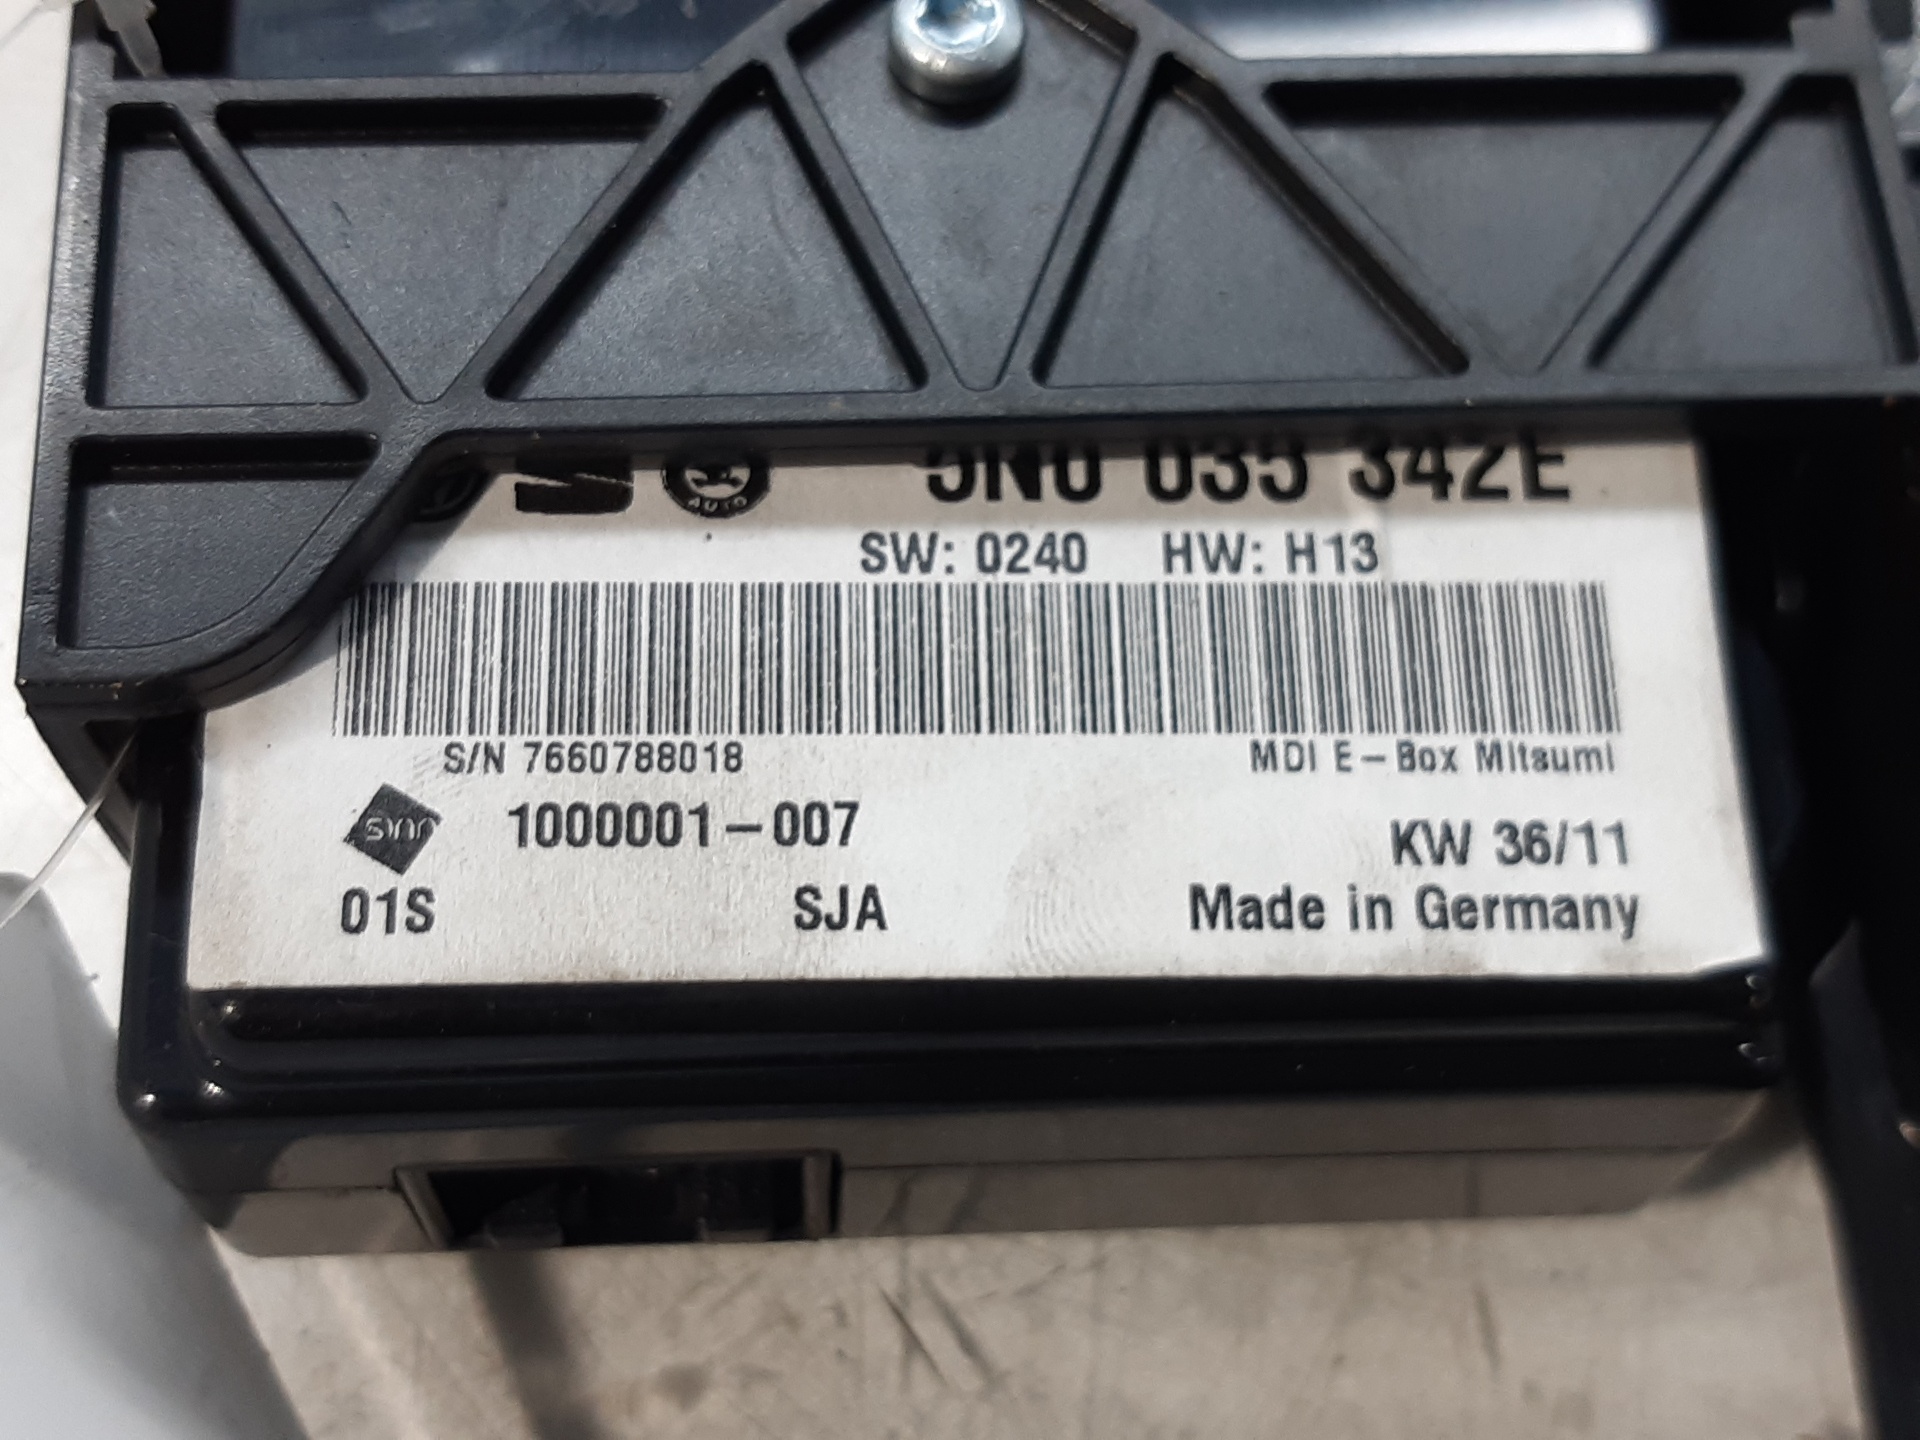 AUTO
5N0 035 342E
SW: 0240 HW: H13
S/N 7660788018 MDI E-Box Mitsumi
1000001-007
KW 36/11
01S SJA Made in Germany